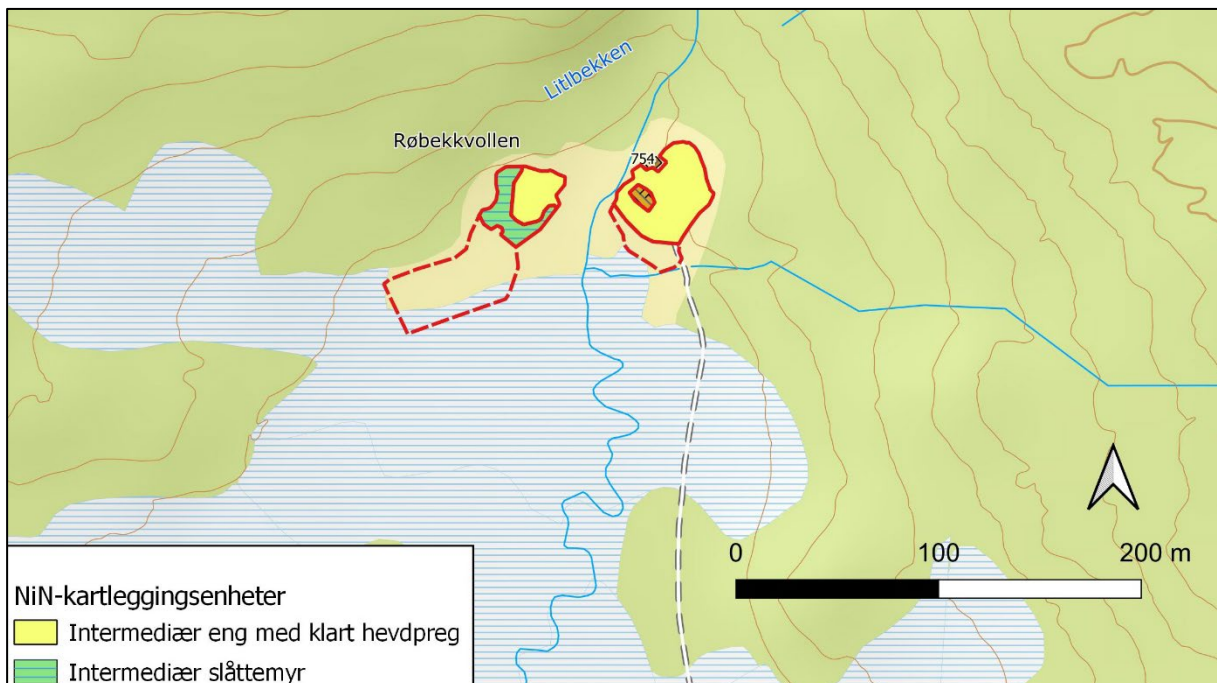 Litlbekken
Røbekkvollen
754
0 100 200 m
NiN-kartleggingsenheter
Intermediær eng med klart hevdpreg
Intermediær slåttemyr